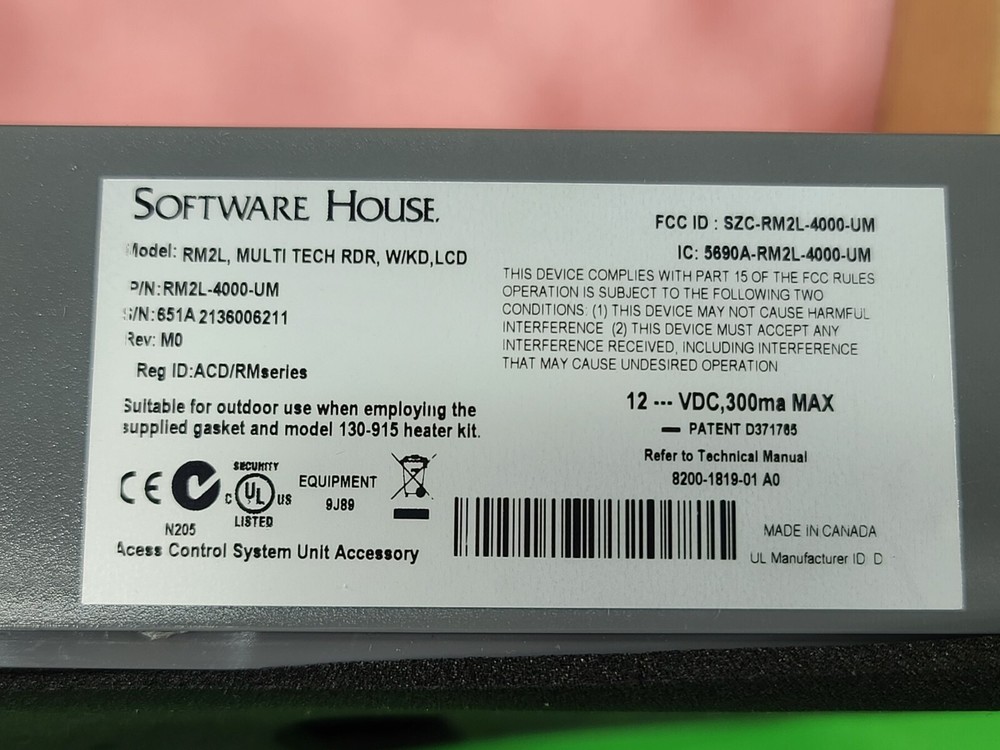 SOFTWARE HOUSE.
Model: RM2L, MULTI TECH RDR, W/KD,LCD
P/N:RM2L-4000-UM
S/N:651A 2136006211
Rev: M0
Reg ID:ACD/RMseries
Suitable for outdoor use when employing the
supplied gasket and model 130-915 heater kit.
CE
N205
SECURITY
C UL US
LISTED
EQUIPMENT
9J89
Acess Control System Unit Accessory
FCC ID : SZC-RM2L-4000-UM
IC: 5690A-RM2L-4000-UM
THIS DEVICE COMPLIES WITH PART 15 OF THE FCC RULES
OPERATION IS SUBJECT TO THE FOLLOWING TWO
CONDITIONS: (1) THIS DEVICE MAY NOT CAUSE HARMFUL
INTERFERENCE (2) THIS DEVICE MUST ACCEPT ANY
INTERFERENCE RECEIVED, INCLUDING INTERFERENCE
THAT MAY CAUSE UNDESIRED OPERATION
12 --- VDC,300ma MAX
PATENT D371765
Refer to Technical Manual
8200-1819-01 A0
MADE IN CANADA
UL Manufacturer ID D